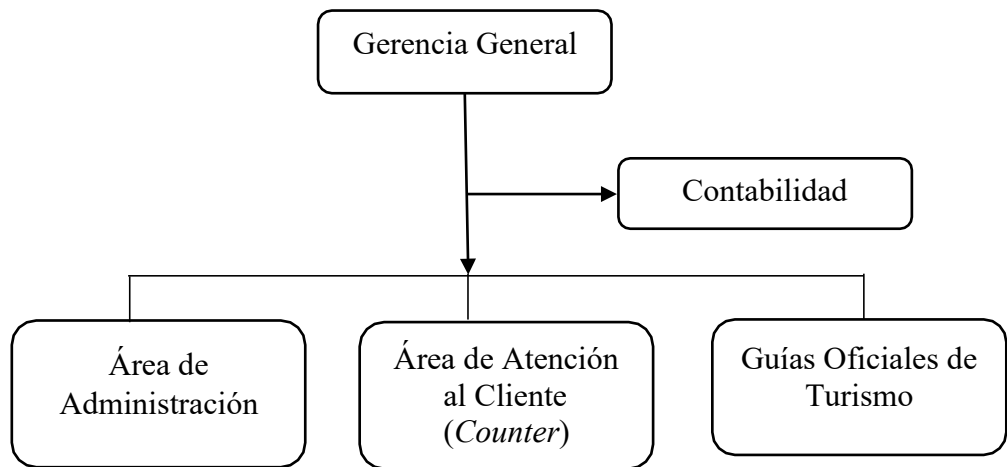 Gerencia General
Contabilidad
Área de
Administración
Área de Atención
al Cliente
(Counter)
Guías Oficiales de
Turismo